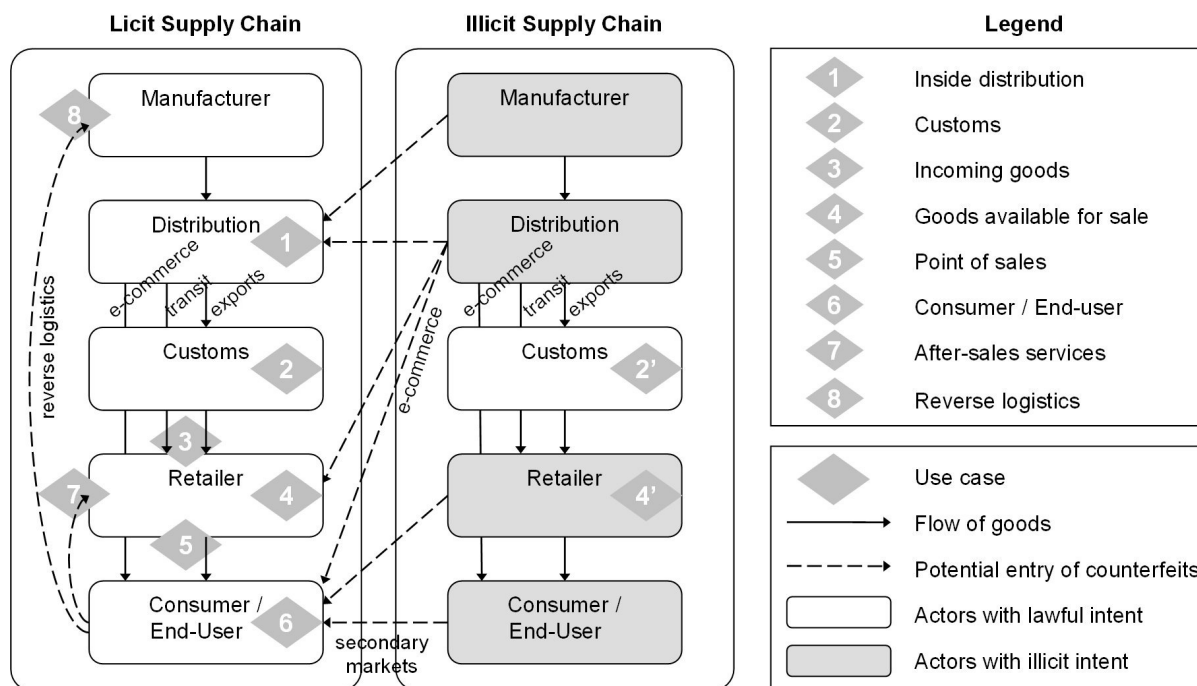 Licit Supply Chain
Illicit Supply Chain
Legend
Manufacturer
8
Distribution
1
e-commerce
transit
exports
Customs
2
3
Retailer
7
4
5
Consumer /
End-User
6
reverse logistics
Manufacturer
Distribution
e-commerce
transit
exports
e-commerce
Customs
2’
Retailer
4’
Consumer /
End-User
secondary
markets
1 Inside distribution
2 Customs
3 Incoming goods
4 Goods available for sale
5 Point of sales
6 Consumer / End-user
7 After-sales services
8 Reverse logistics
Use case
Flow of goods
Potential entry of counterfeits
Actors with lawful intent
Actors with illicit intent